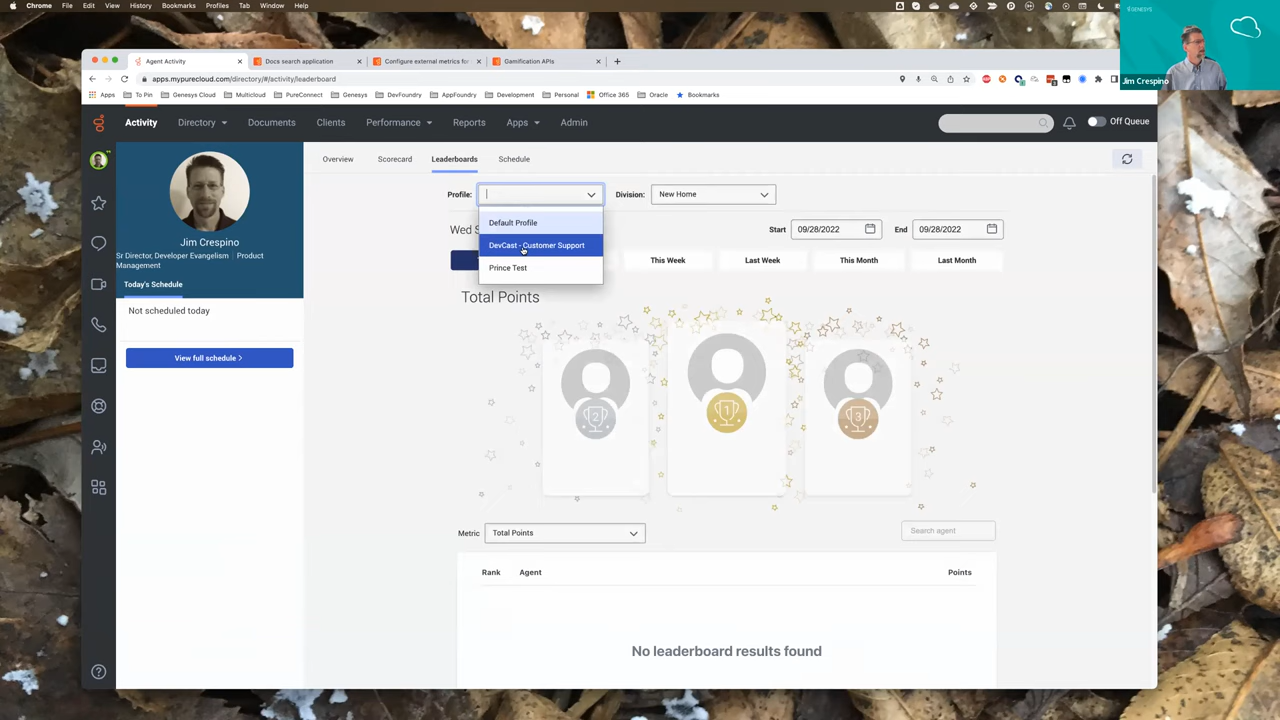 Chrome File Edit View History Bookmarks Profiles Tab Window Help
GENESYS
Jim Crespino
Agent Activity
Docs search application
Configure external metrics for
Gamification APIs
apps.mypurecloud.com/directory/#/activity/leaderboard
Apps To Pin Genesys Cloud Multicloud PureConnect Genesys DevFoundry AppFoundry Development Personal Office 365 Oracle Bookmarks
Activity Directory Documents Clients Performance Reports Apps Admin Off Queue
Overview Scorecard Leaderboards Schedule
Profile: Division: New Home
Default Profile
DevCast - Customer Support
Prince Test
Wed S
Start 09/28/2022 End 09/28/2022
This Week Last Week This Month Last Month
Jim Crespino
Sr Director, Developer Evangelism | Product
Management
Today's Schedule
Not scheduled today
View full schedule
Total Points
2 1 3
Metric Total Points Search agent
Rank Agent Points
No leaderboard results found